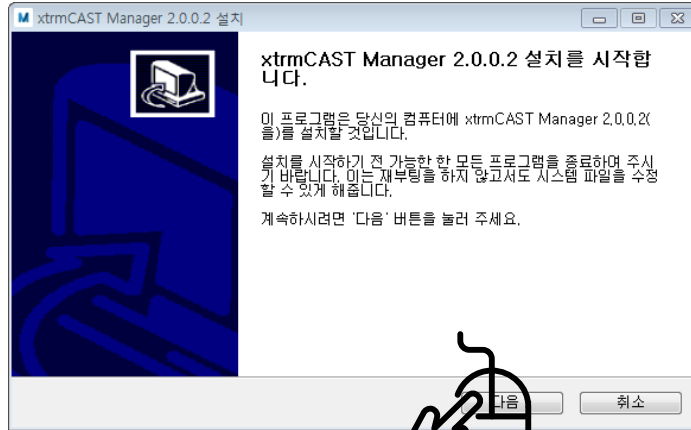 xtrmCAST Manager 2.0.0.2 설치
xtrmCAST Manager 2.0.0.2 설치를 시작합
니다.
이 프로그램은 당신의 컴퓨터에 xtrmCAST Manager 2.0.0.2(
을)를 설치할 것입니다.
설치를 시작하기 전 가능한 한 모든 프로그램을 종료하여 주시
기 바랍니다. 이는 재부팅을 하지 않고서도 시스템 파일을 수정
할 수 있게 해줍니다.
계속하시려면 '다음' 버튼을 눌러 주세요.
다음
취소